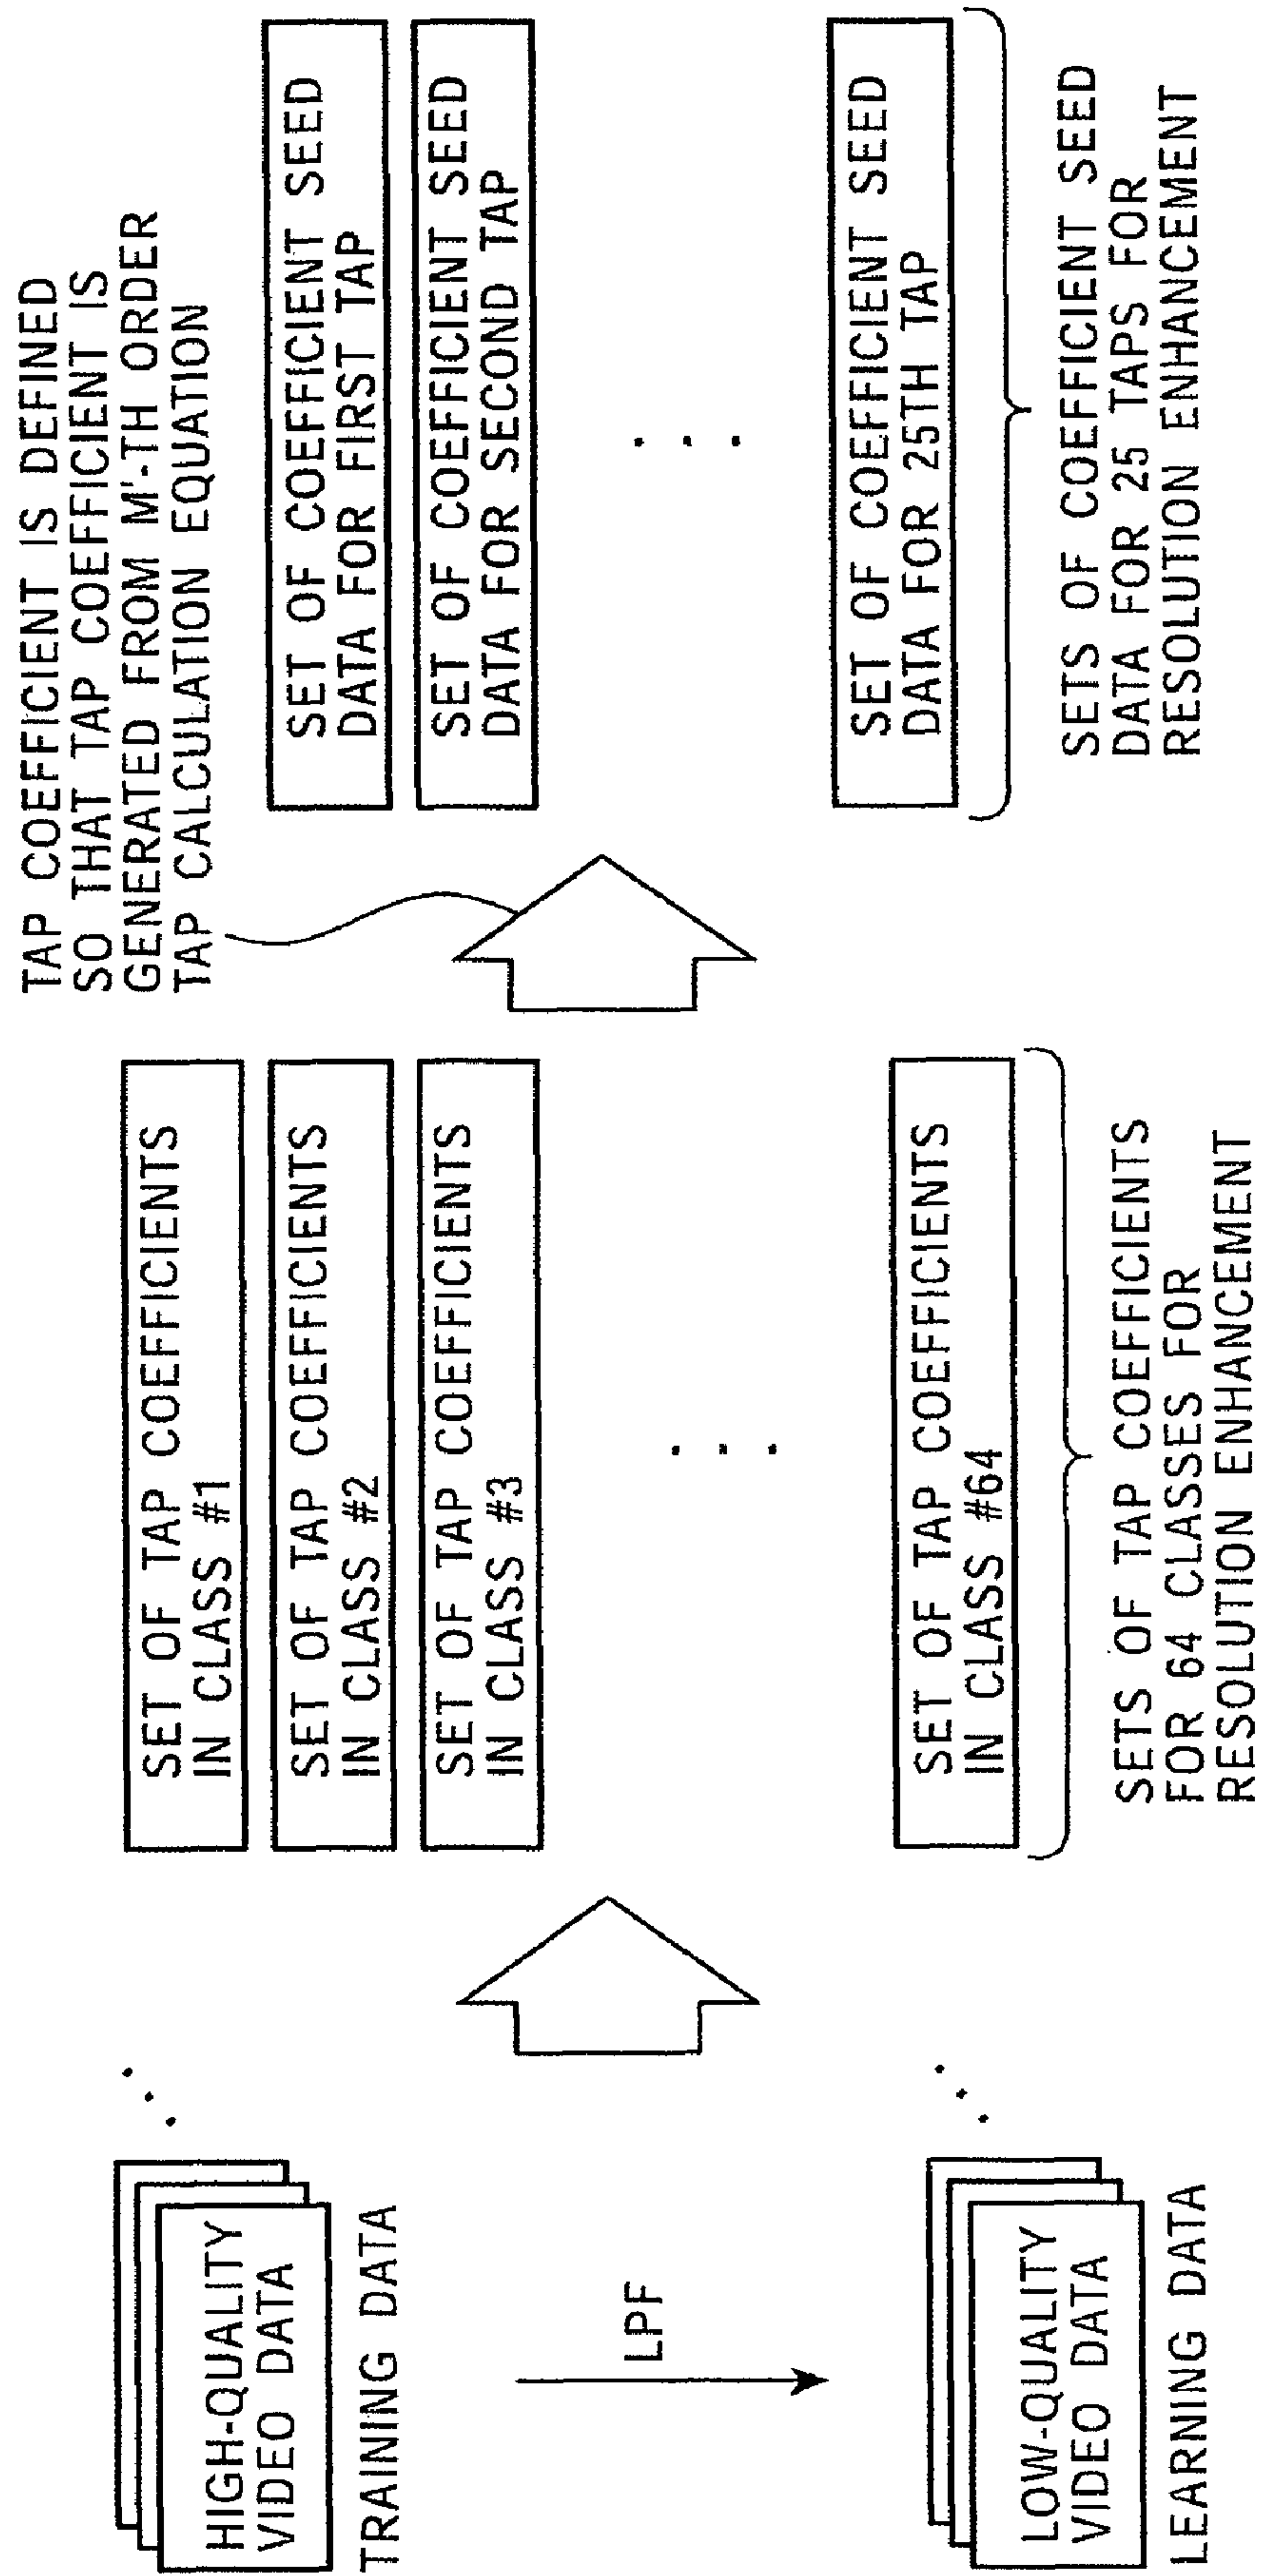 HIGH-QUALITY
VIDEO DATA
TRAINING DATA
LPF
LOW-QUALITY
VIDEO DATA
LEARNING DATA
SET OF TAP COEFFICIENTS
IN CLASS #1
SET OF TAP COEFFICIENTS
IN CLASS #2
SET OF TAP COEFFICIENTS
IN CLASS #3
SET OF TAP COEFFICIENTS
IN CLASS #64
SETS OF TAP COEFFICIENTS
FOR 64 CLASSES FOR
RESOLUTION ENHANCEMENT
TAP COEFFICIENT IS DEFINED
SO THAT TAP COEFFICIENT IS
GENERATED FROM M'-TH ORDER
TAP CALCULATION EQUATION
SET OF COEFFICIENT SEED
DATA FOR FIRST TAP
SET OF COEFFICIENT SEED
DATA FOR SECOND TAP
SET OF COEFFICIENT SEED
DATA FOR 25TH TAP
SETS OF COEFFICIENT SEED
DATA FOR 25 TAPS FOR
RESOLUTION ENHANCEMENT